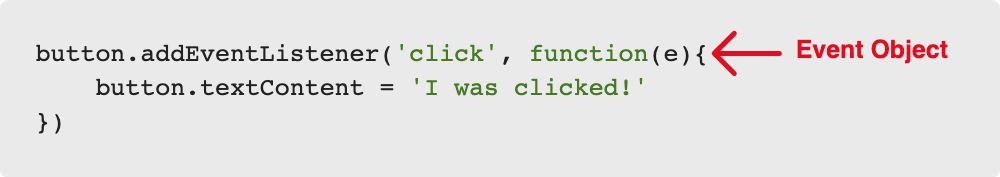 button.addEventListener('click', function(e){ Event Object
    button.textContent = 'I was clicked!'
})